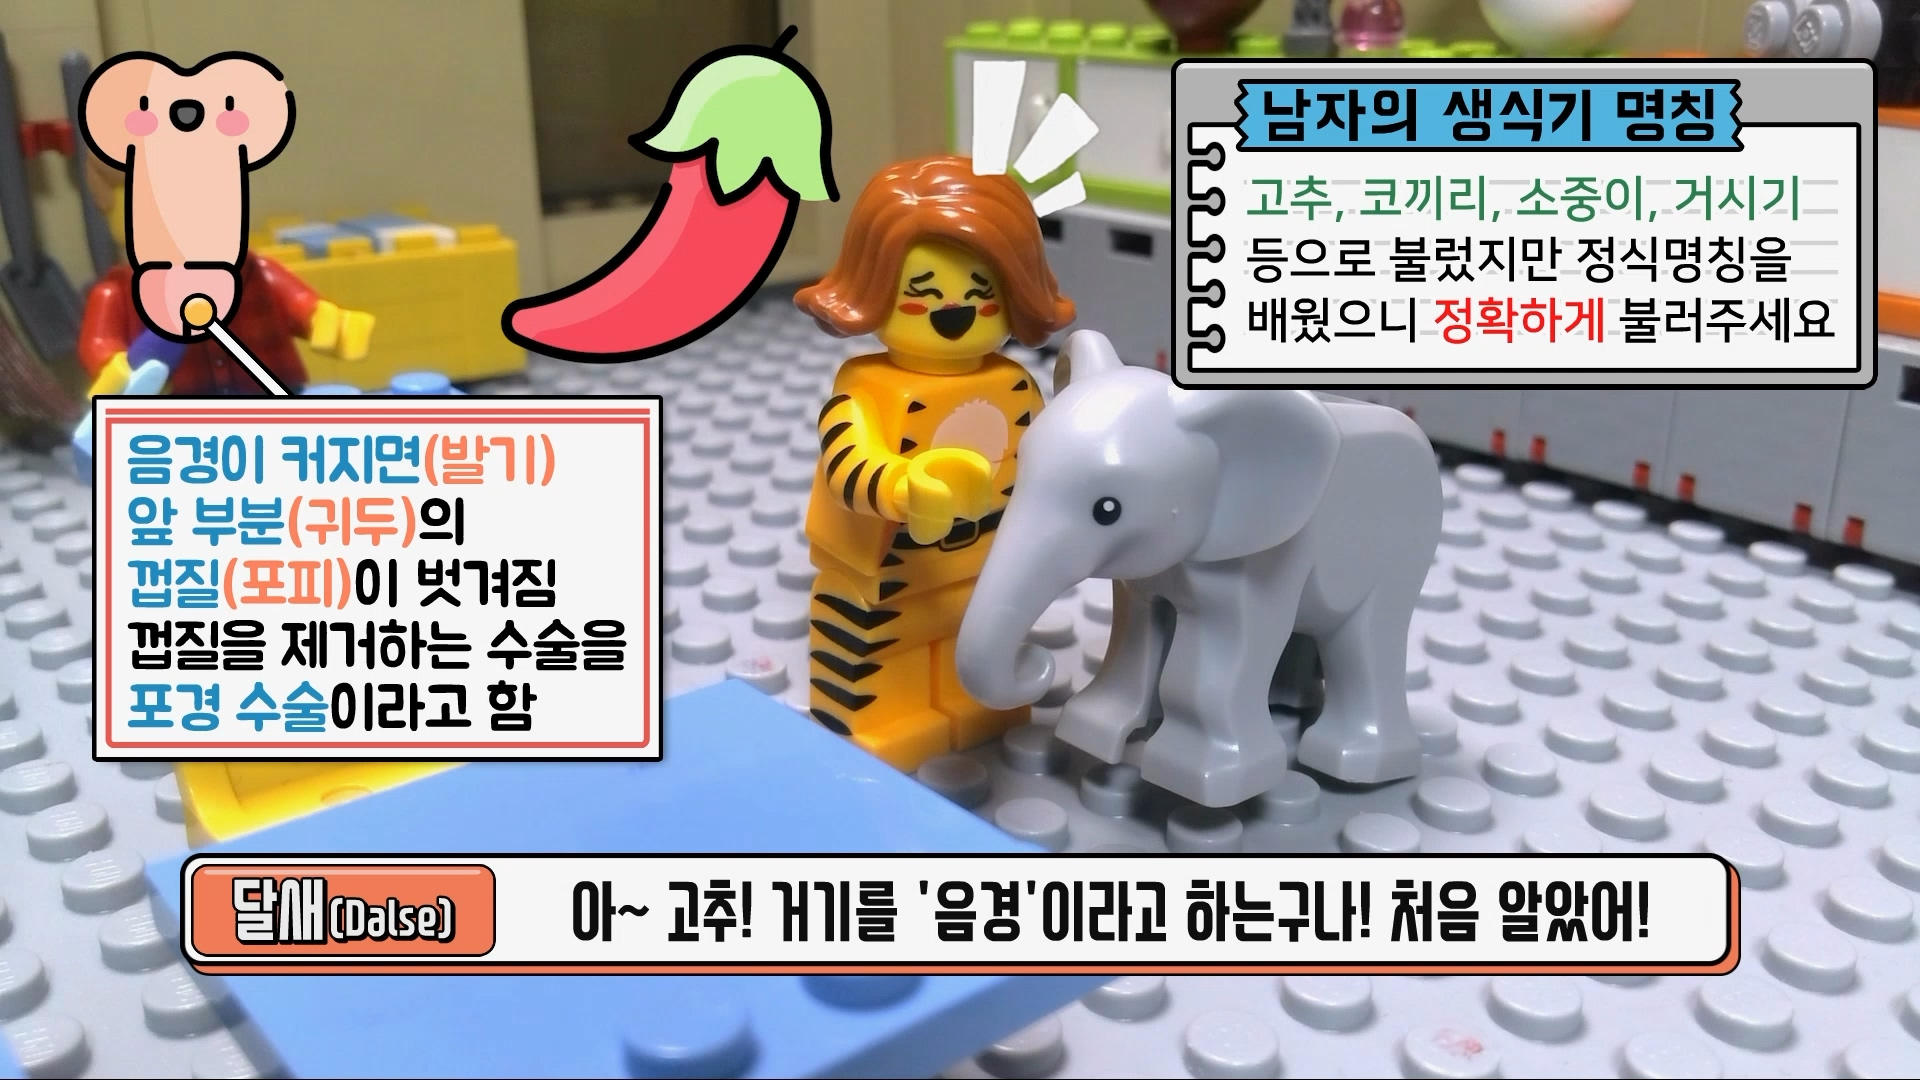 남자의 생식기 명칭
고추, 코끼리, 소중이, 거시기
등으로 불렀지만 정식명칭을
배웠으니 정확하게 불러주세요
음경이 커지면(발기)
앞 부분(귀두)의
껍질(포피)이 벗겨짐
껍질을 제거하는 수술을
포경 수술이라고 함
달새(Dalse)
아~ 고추! 거기를 '음경'이라고 하는구나! 처음 알았어!